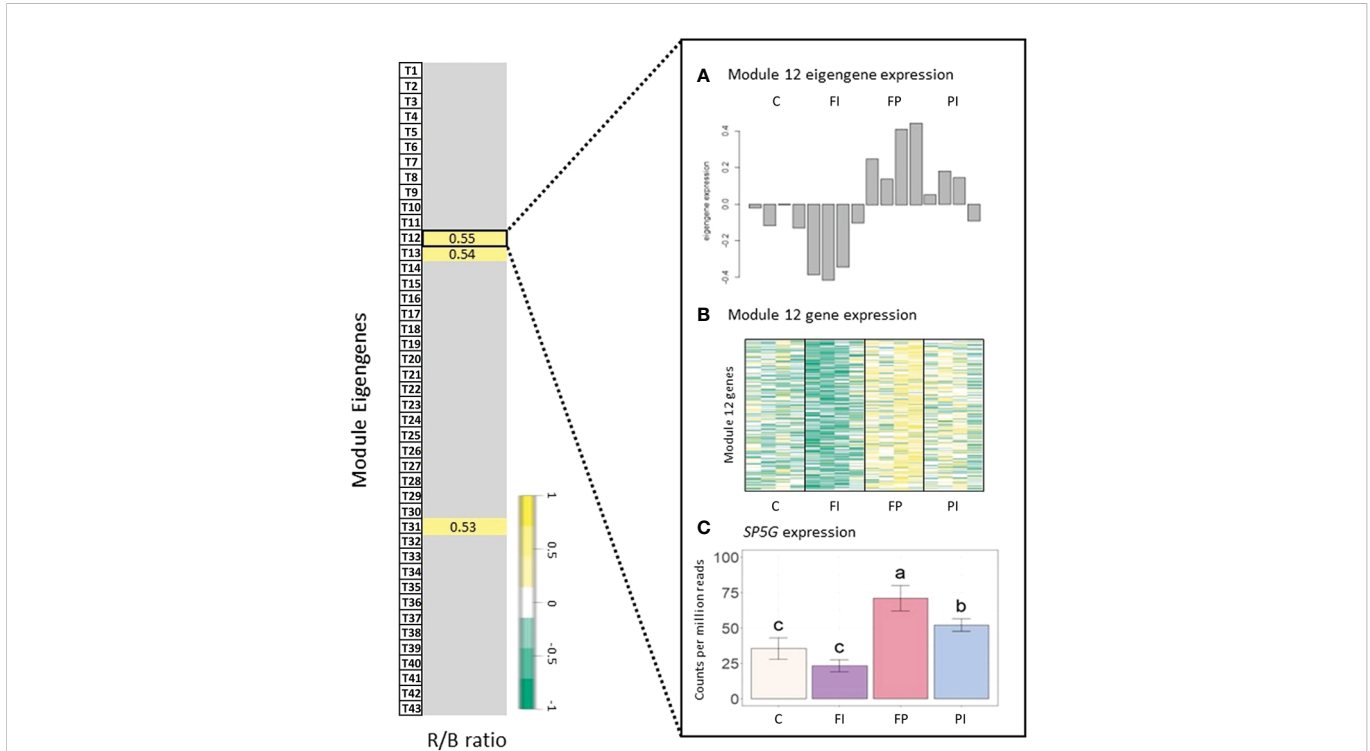 T1
T2
T3
T4
T5
T6
T7
T8
T9
T10
T11
T12 0.55
T13 0.54
T14
T15
T16
T17
T18
T19
T20
T21
T22
T23
T24
T25
T26
T27
T28
T29
T30
T31 0.53
T32
T33
T34
T35
T36
T37
T38
T39
T40
T41
T42
T43
Module Eigengenes
R/B ratio
1
0.5
0
-0.5
-1
A Module 12 eigengene expression
C FI FP PI
eigengene expression
0.4
0.2
0.0
-0.2
-0.4
B Module 12 gene expression
Module 12 genes
C FI FP PI
C SP5G expression
Counts per million reads
100
75
50
25
0
c
c
a
b
C FI FP PI